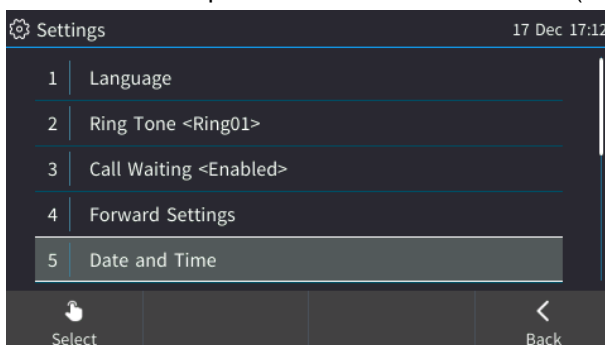 Settings 17 Dec 17:12
1 Language
2 Ring Tone <Ring01>
3 Call Waiting <Enabled>
4 Forward Settings
5 Date and Time
Select Back